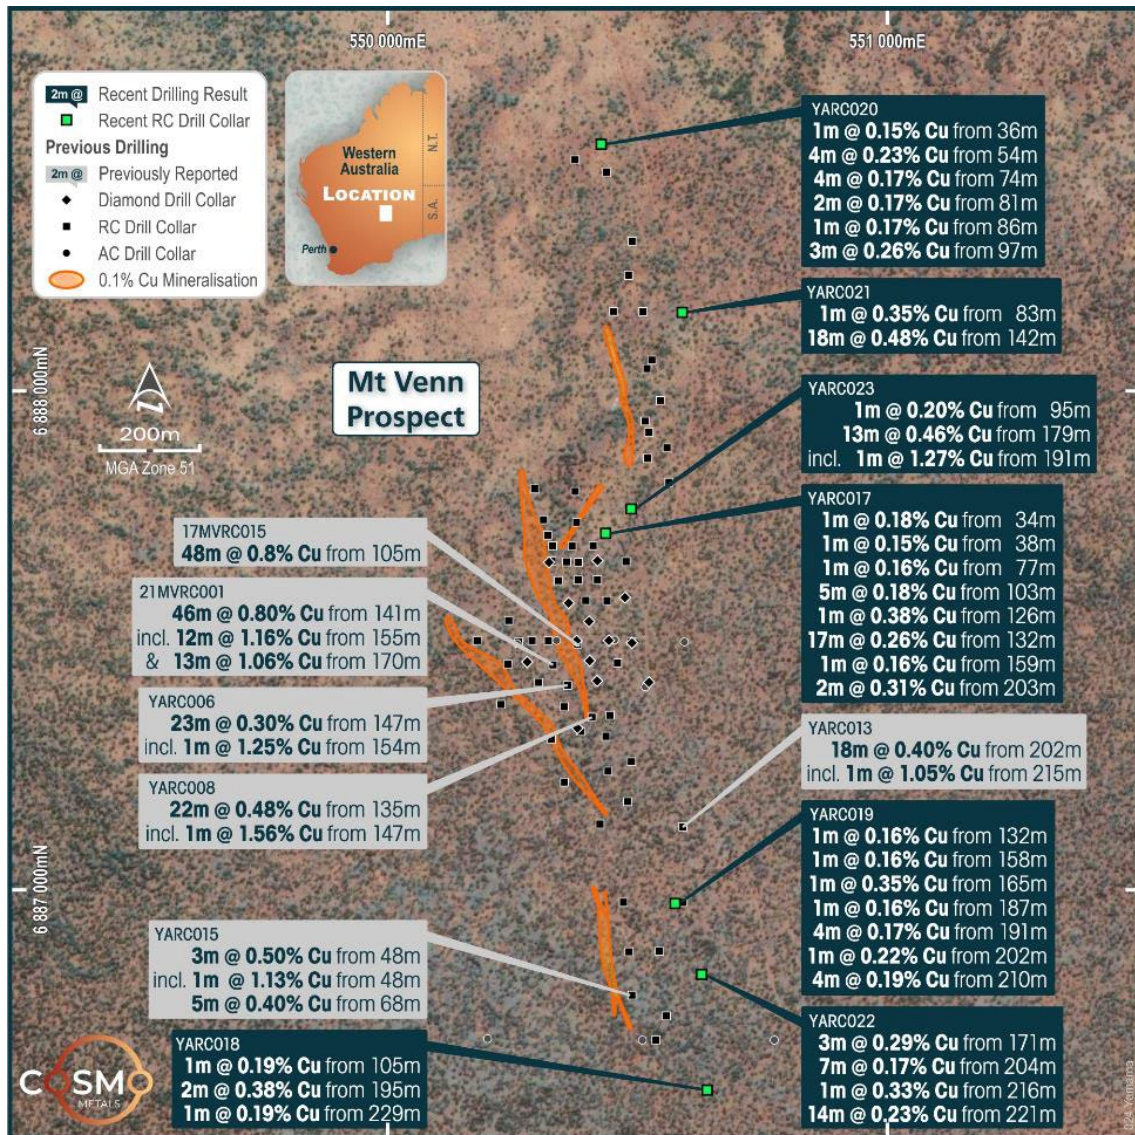 550 000mE
551 000mE
2m @ Recent Drilling Result
Recent RC Drill Collar
Previous Drilling
2m @ Previously Reported
Diamond Drill Collar
RC Drill Collar
AC Drill Collar
0.1% Cu Mineralisation
Western
Australia
LOCATION
N.T.
S.A.
Perth
YARC020
1m @ 0.15% Cu from 36m
4m @ 0.23% Cu from 54m
4m @ 0.17% Cu from 74m
2m @ 0.17% Cu from 81m
1m @ 0.17% Cu from 86m
3m @ 0.26% Cu from 97m
YARC021
1m @ 0.35% Cu from 83m
18m @ 0.48% Cu from 142m
6 888 000mN
N
200m
MGA Zone 51
Mt Venn
Prospect
YARC023
1m @ 0.20% Cu from 95m
13m @ 0.46% Cu from 179m
incl. 1m @ 1.27% Cu from 191m
YARC017
1m @ 0.18% Cu from 34m
1m @ 0.15% Cu from 38m
1m @ 0.16% Cu from 77m
5m @ 0.18% Cu from 103m
1m @ 0.38% Cu from 126m
17m @ 0.26% Cu from 132m
1m @ 0.16% Cu from 159m
2m @ 0.31% Cu from 203m
17MVRC015
48m @ 0.8% Cu from 105m
21MVRC001
46m @ 0.80% Cu from 141m
incl. 12m @ 1.16% Cu from 155m
& 13m @ 1.06% Cu from 170m
YARC006
23m @ 0.30% Cu from 147m
incl. 1m @ 1.25% Cu from 154m
YARC008
22m @ 0.48% Cu from 135m
incl. 1m @ 1.56% Cu from 147m
YARC013
18m @ 0.40% Cu from 202m
incl. 1m @ 1.05% Cu from 215m
6 887 000mN
YARC019
1m @ 0.16% Cu from 132m
1m @ 0.16% Cu from 158m
1m @ 0.35% Cu from 165m
1m @ 0.16% Cu from 187m
4m @ 0.17% Cu from 191m
1m @ 0.22% Cu from 202m
4m @ 0.19% Cu from 210m
YARC015
3m @ 0.50% Cu from 48m
incl. 1m @ 1.13% Cu from 48m
5m @ 0.40% Cu from 68m
YARC022
3m @ 0.29% Cu from 171m
7m @ 0.17% Cu from 204m
1m @ 0.33% Cu from 216m
14m @ 0.23% Cu from 221m
YARC018
1m @ 0.19% Cu from 105m
2m @ 0.38% Cu from 195m
1m @ 0.19% Cu from 229m
COSMO
METALS